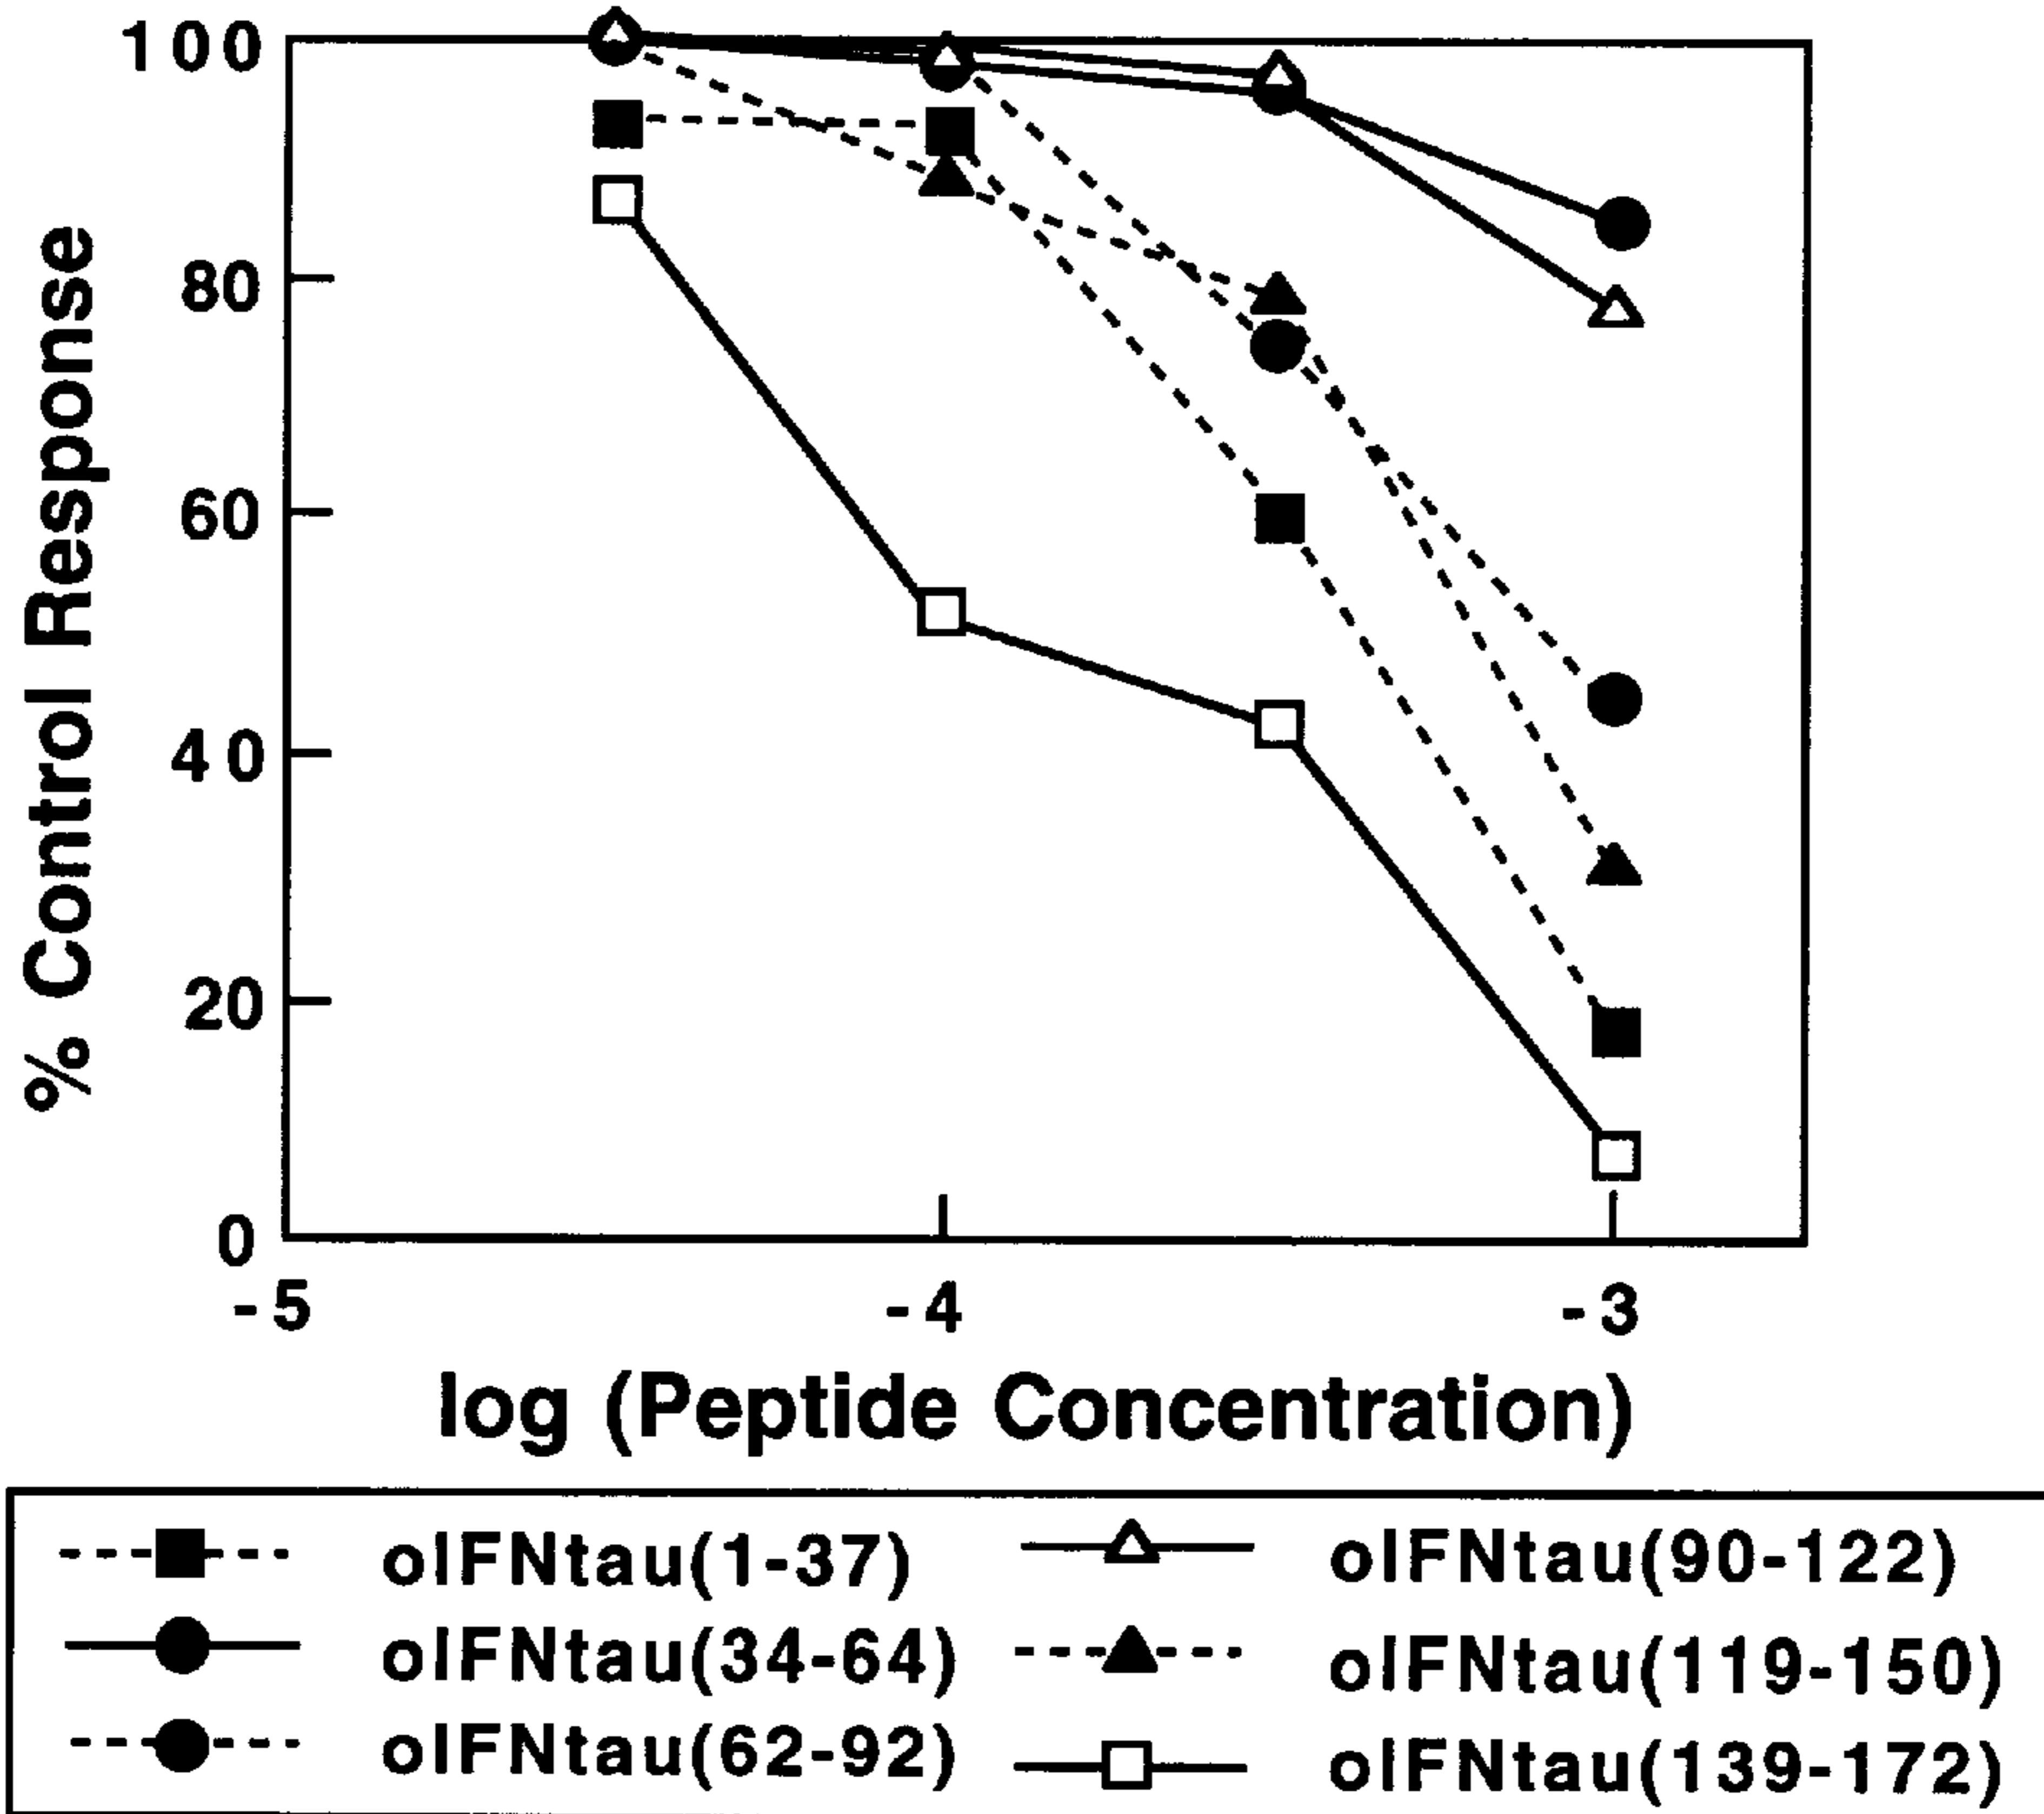 % Control Response
100
80
60
40
20
0
-5 -4 -3
log (Peptide Concentration)
oIFNtau(1-37) oIFNtau(90-122)
oIFNtau(34-64) oIFNtau(119-150)
oIFNtau(62-92) oIFNtau(139-172)